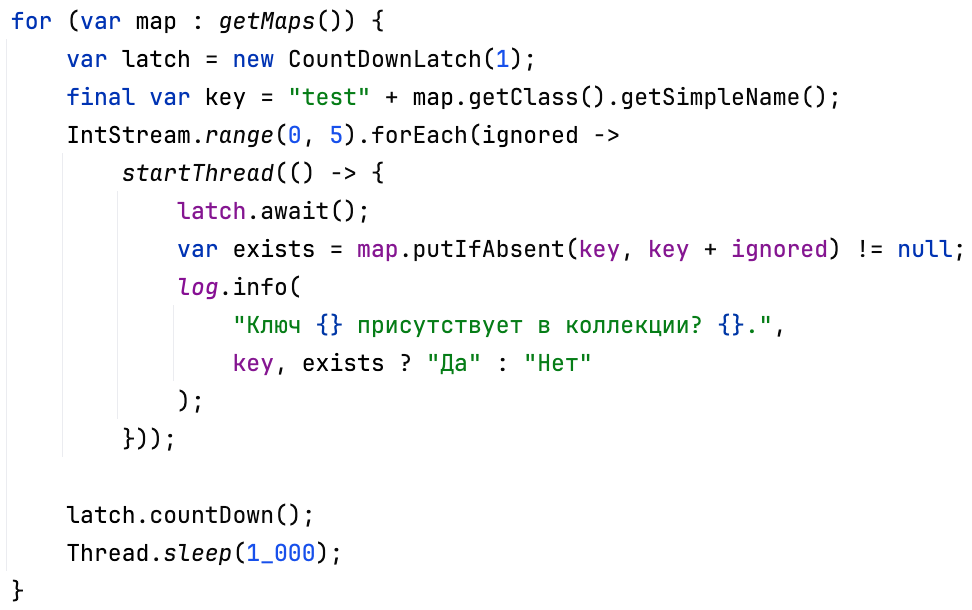 for (var map : getMaps()) {
    var latch = new CountDownLatch(1);
    final var key = "test" + map.getClass().getSimpleName();
    IntStream.range(0, 5).forEach(ignored ->
        startThread(() -> {
            latch.await();
            var exists = map.putIfAbsent(key, key + ignored) != null;
            log.info(
                "Ключ {} присутствует в коллекции? {}.",
                key, exists ? "Да" : "Нет"
            );
        }));

    latch.countDown();
    Thread.sleep(1_000);
}